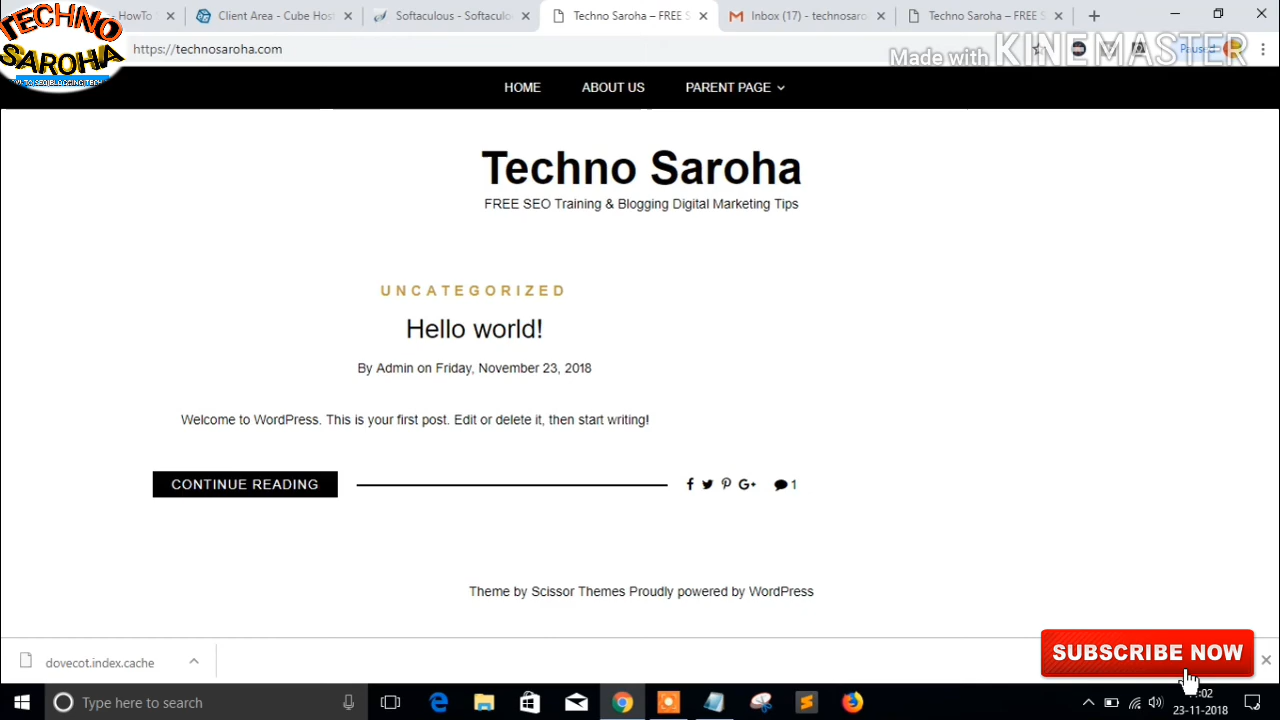 TECHNO
SAROHA
- HowTo
Client Area - Cube Hos
Softaculous - Softaculo
Techno Saroha – FREE S
Inbox (17) - technosaro
Techno Saroha – FREE S
https://technosaroha.com
Made with KINEMASTER
Paused
HOME
ABOUT US
PARENT PAGE
Techno Saroha
FREE SEO Training & Blogging Digital Marketing Tips
UNCATEGORIZED
Hello world!
By Admin on Friday, November 23, 2018
Welcome to WordPress. This is your first post. Edit or delete it, then start writing!
CONTINUE READING
1
Theme by Scissor Themes Proudly powered by WordPress
dovecot.index.cache
SUBSCRIBE NOW
Type here to search
23-11-2018